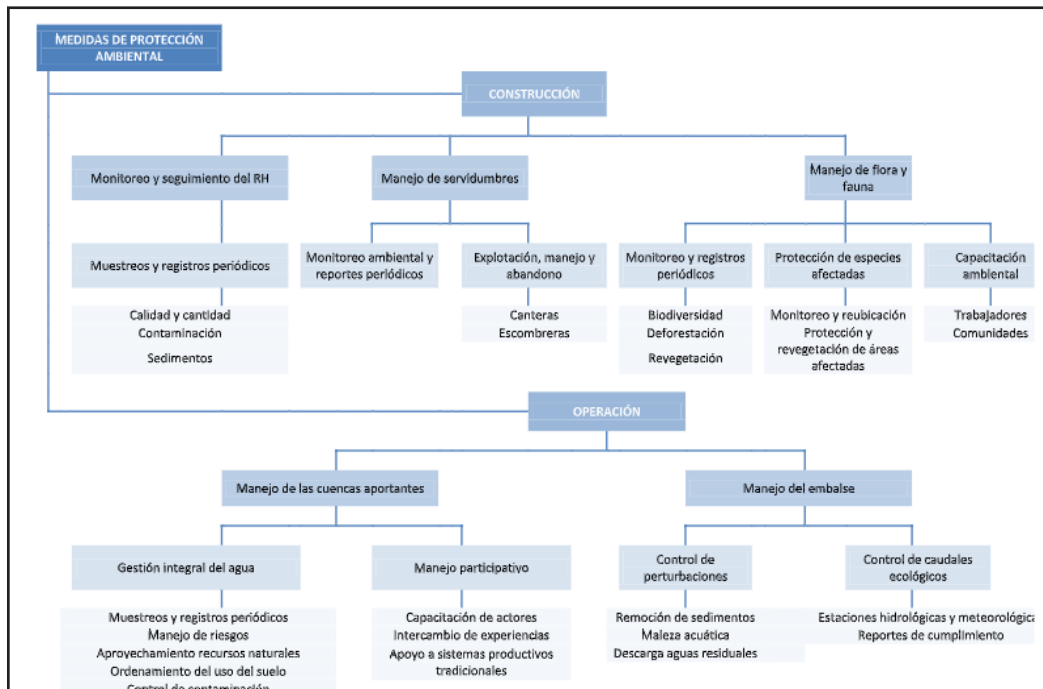 MEDIDAS DE PROTECCIÓN
AMBIENTAL
CONSTRUCCIÓN
Monitoreo y seguimiento del RH
Manejo de servidumbres
Manejo de flora y
fauna
Muestreos y registros periódicos
Monitoreo ambiental y
reportes periódicos
Explotación, manejo y
abandono
Monitoreo y registros
periódicos
Protección de especies
afectadas
Capacitación
ambiental
Calidad y cantidad
Contaminación
Sedimentos
Canteras
Escombreras
Biodiversidad
Deforestación
Revegetación
Monitoreo y reubicación
Protección y
revegetación de áreas
afectadas
Trabajadores
Comunidades
OPERACIÓN
Manejo de las cuencas aportantes
Manejo del embalse
Gestión integral del agua
Manejo participativo
Control de
perturbaciones
Control de caudales
ecológicos
Muestreos y registros periódicos
Manejo de riesgos
Aprovechamiento recursos naturales
Ordenamiento del uso del suelo
Control de contaminación
Capacitación de actores
Intercambio de experiencias
Apoyo a sistemas productivos
tradicionales
Remoción de sedimentos
Maleza acuática
Descarga aguas residuales
Estaciones hidrológicas y meteorológica
Reportes de cumplimiento